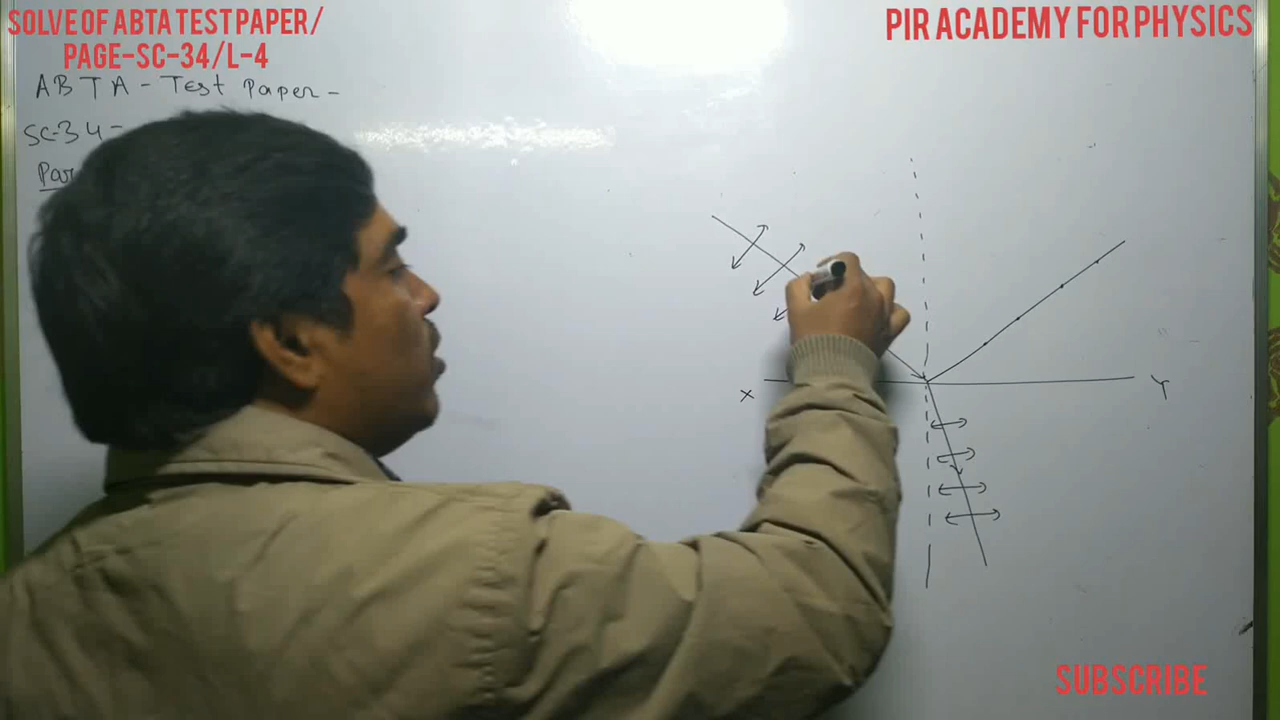 SOLVE OF ABTA TEST PAPER/
PAGE-SC-34/L-4
PIR ACADEMY FOR PHYSICS
ABTA - Test Paper -
SC-34-
Par
X
Y
SUBSCRIBE